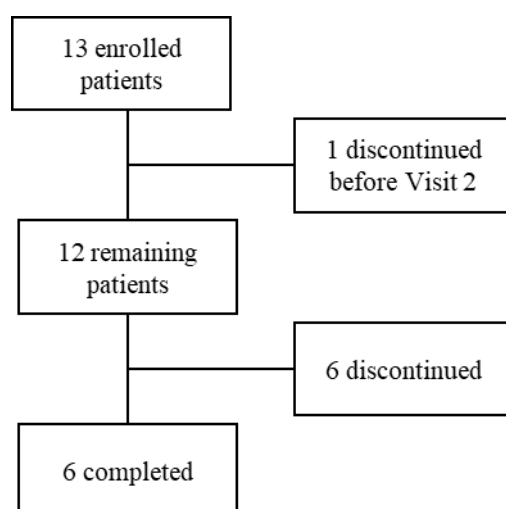 13 enrolled
patients
1 discontinued
before Visit 2
12 remaining
patients
6 discontinued
6 completed